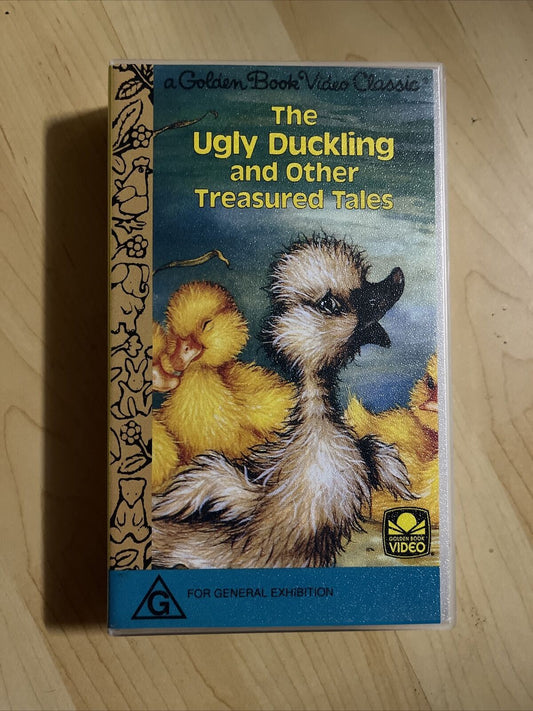 a Golden Book Video Classic®
The
Ugly Duckling
and Other
Treasured Tales
GOLDEN BOOK
VIDEO®
G
FOR GENERAL EXHIBITION